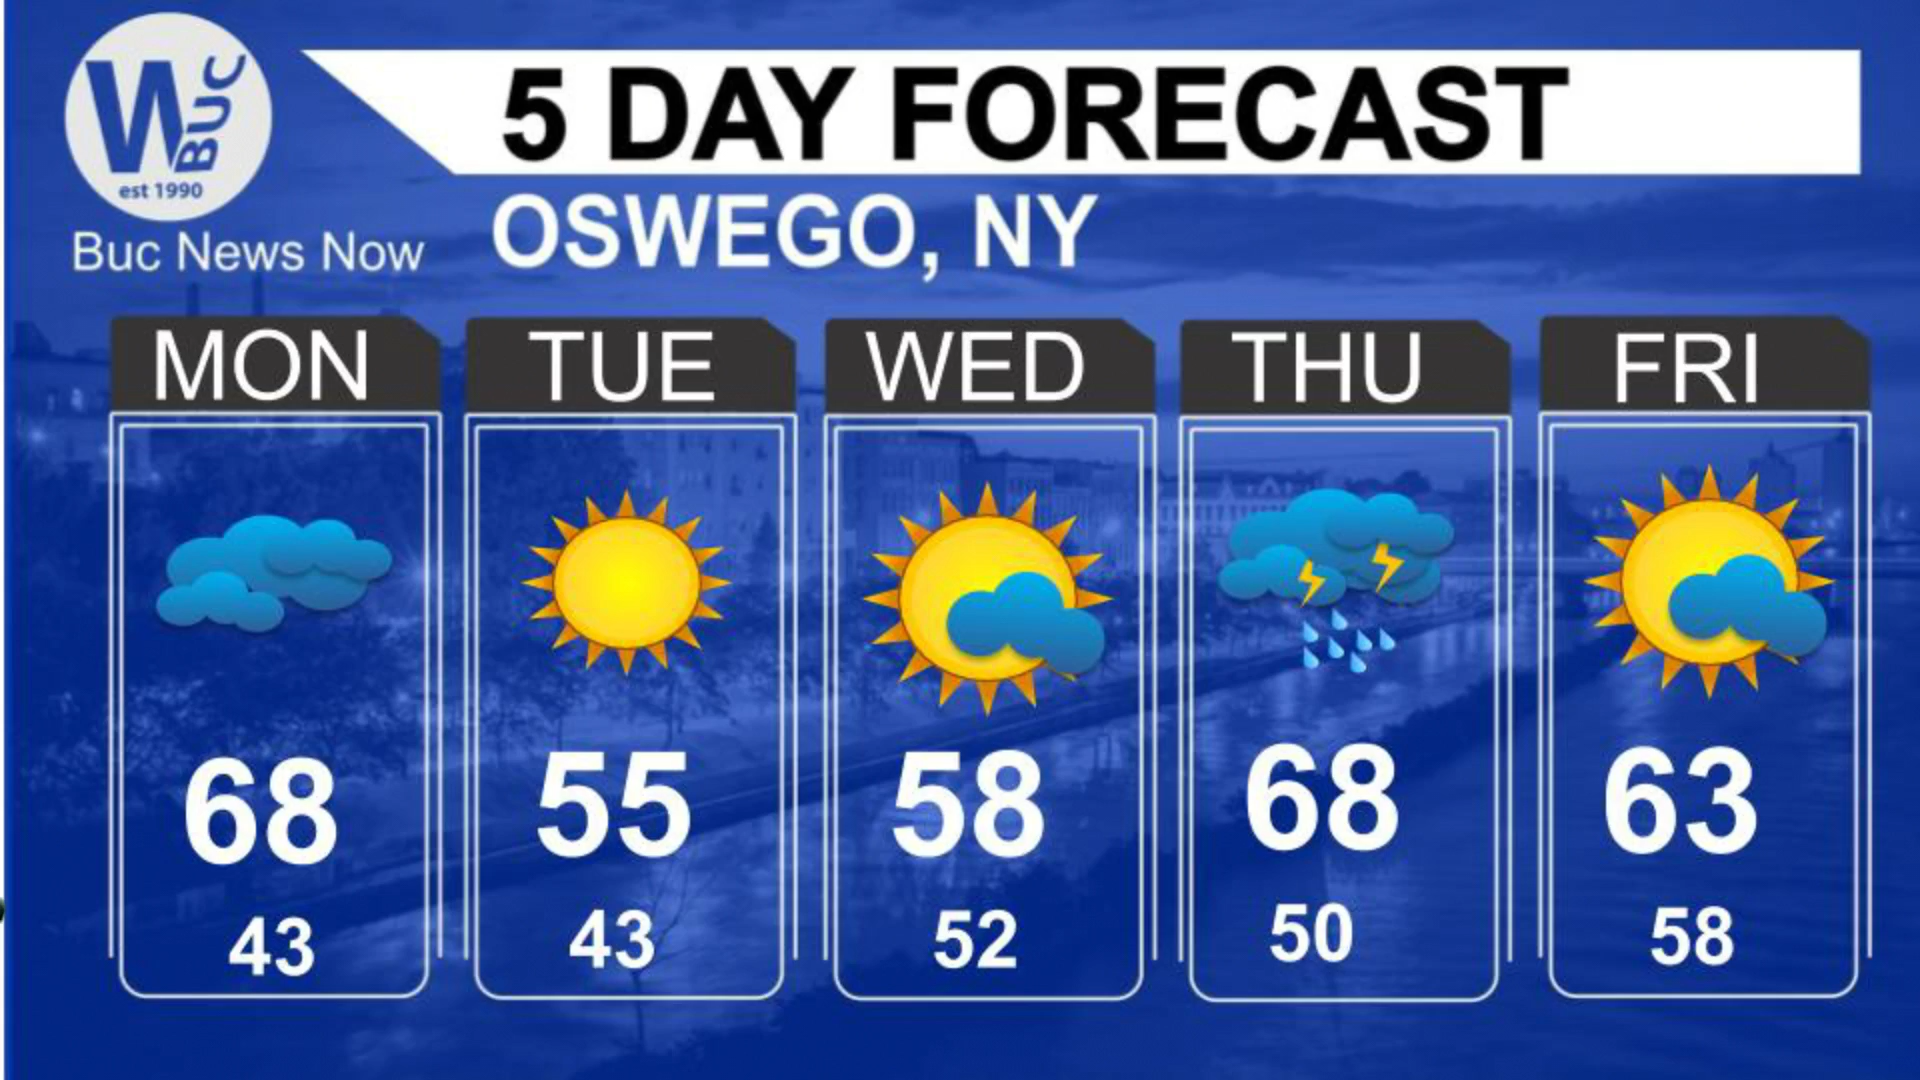 W BUC
est 1990
Buc News Now
5 DAY FORECAST
OSWEGO, NY
MON
68
43
TUE
55
43
WED
58
52
THU
68
50
FRI
63
58